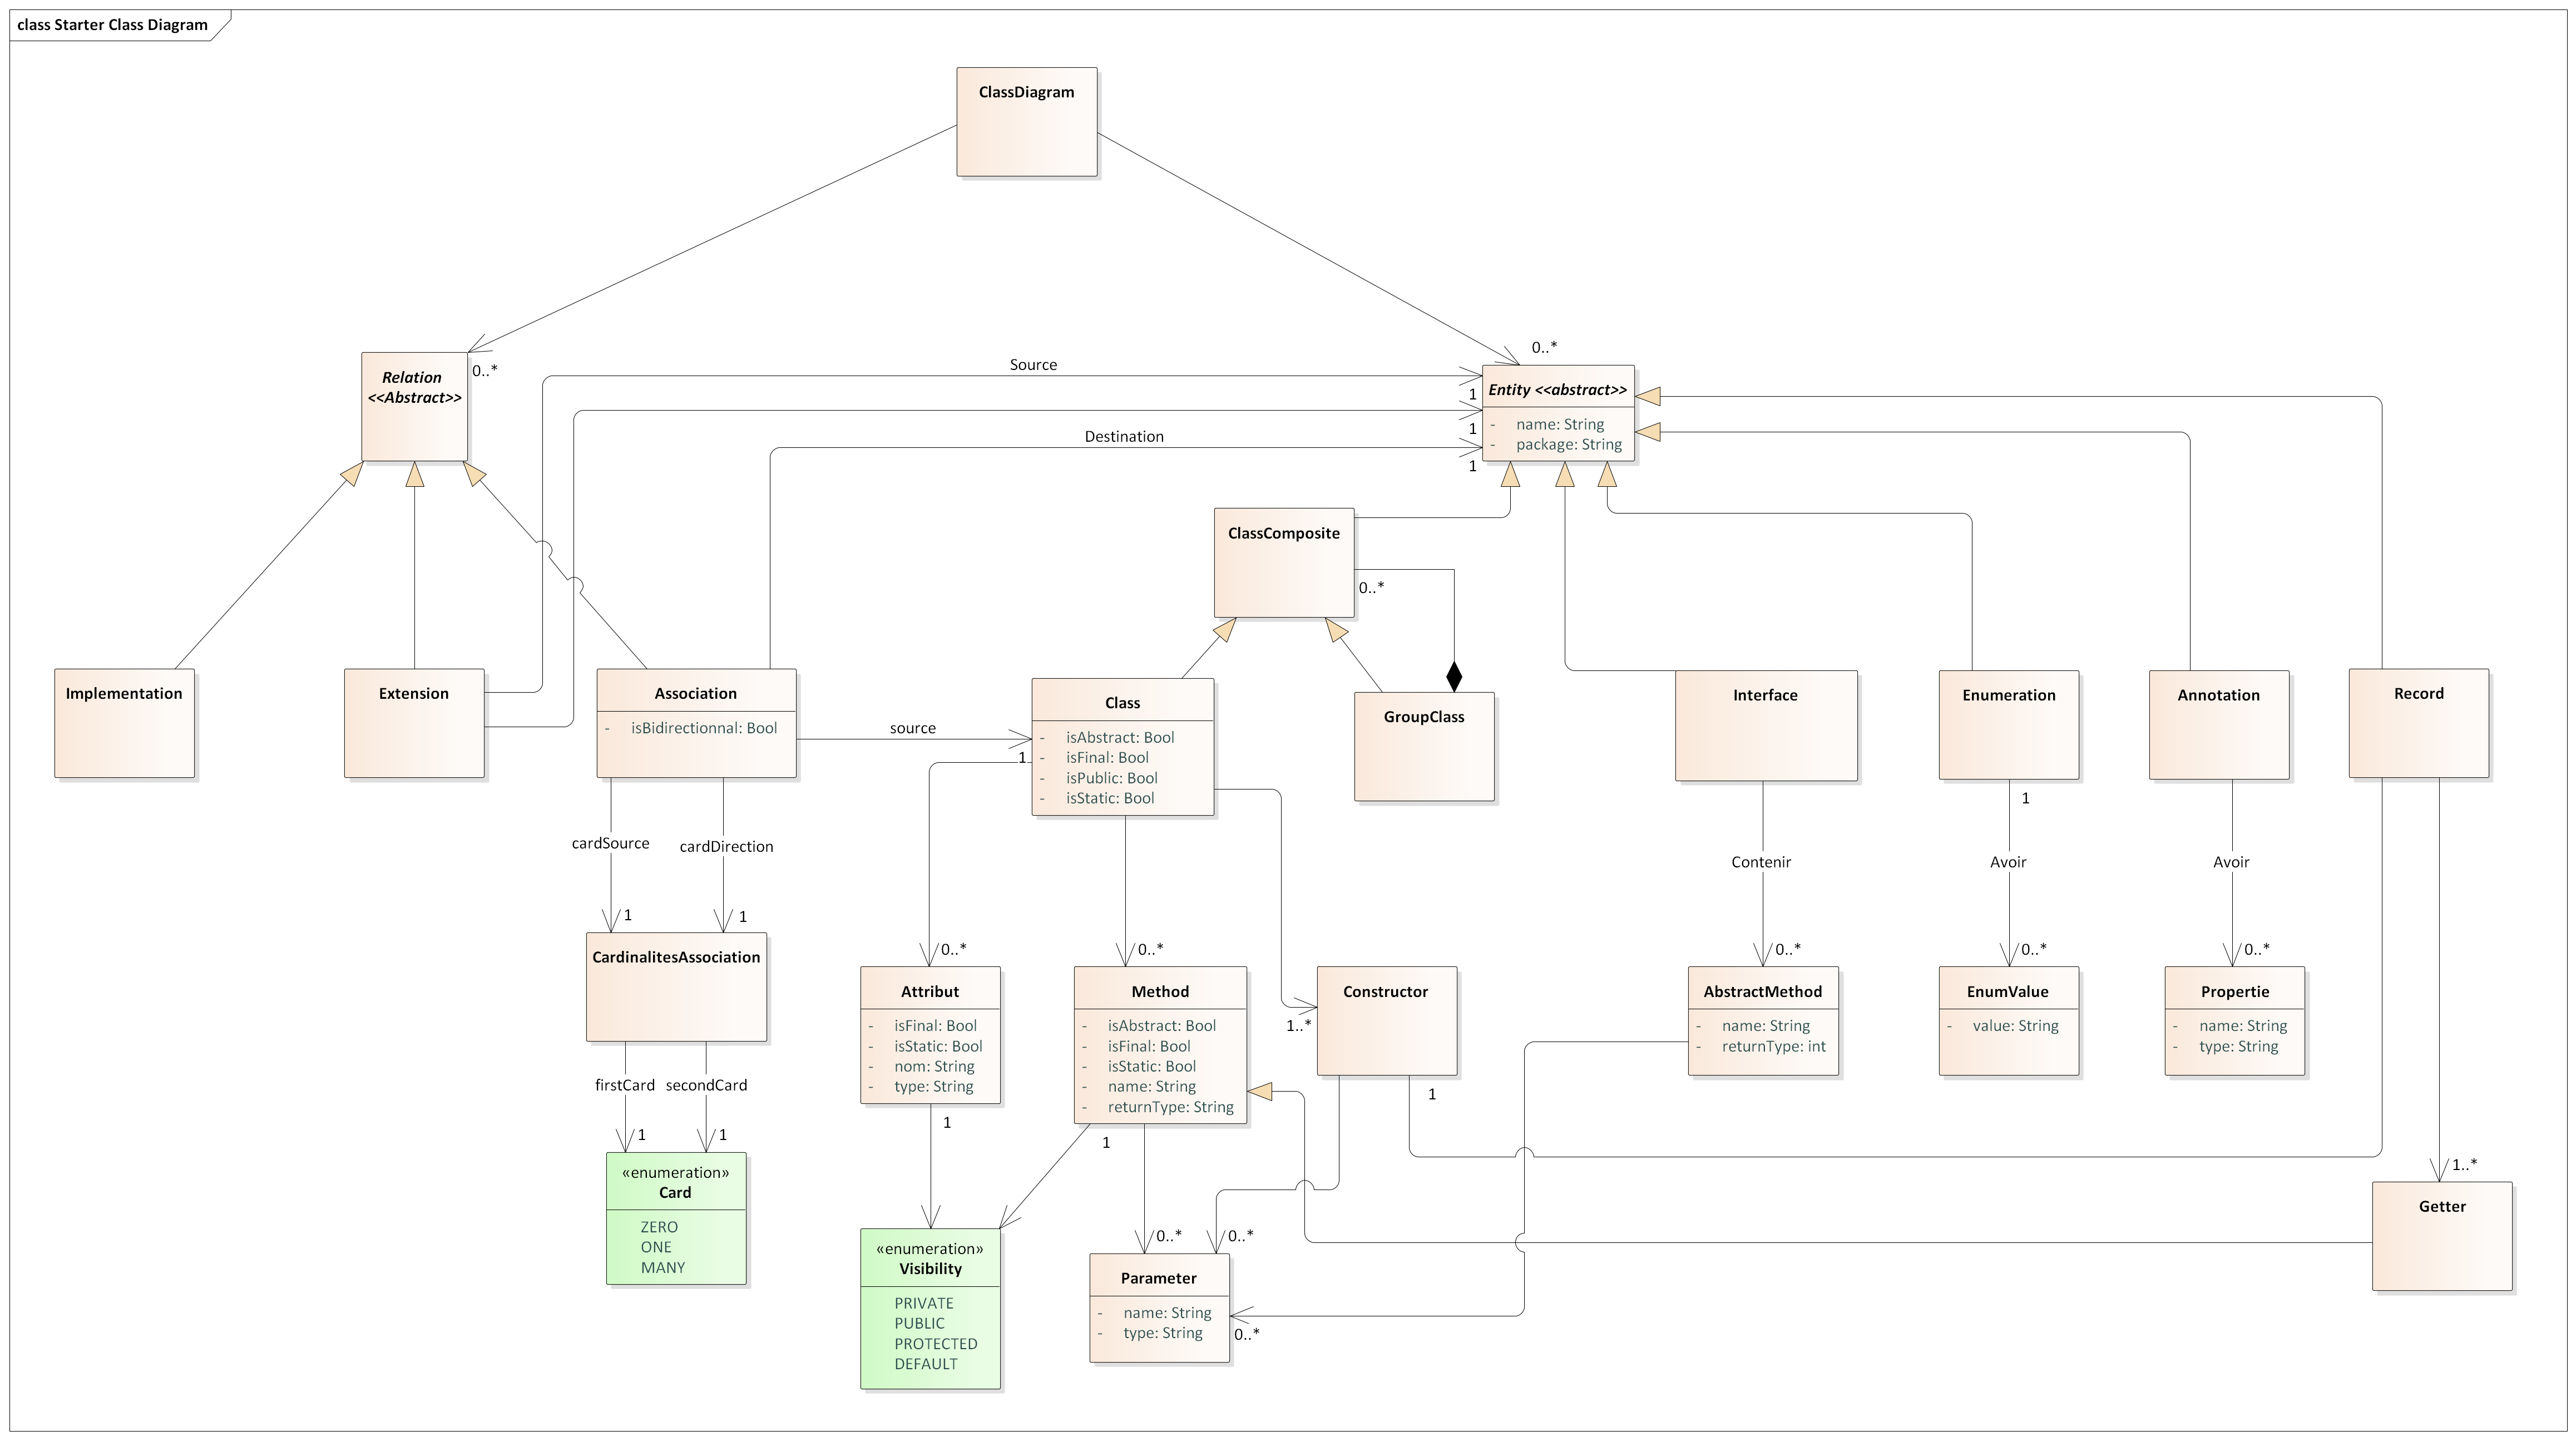 class Starter Class Diagram
ClassDiagram
0..*
0..*
Relation
<<Abstract>>
Source
1
1
Destination
1
Entity <<abstract>>
- name: String
- package: String
ClassComposite
0..*
Implementation
Extension
Association
- isBidirectionnal: Bool
source
1
Class
- isAbstract: Bool
- isFinal: Bool
- isPublic: Bool
- isStatic: Bool
GroupClass
Interface
Enumeration
Annotation
Record
cardSource
cardDirection
1
1
Contenir
1
Avoir
Avoir
0..*
0..*
1..*
0..*
0..*
0..*
CardinalitesAssociation
Attribut
- isFinal: Bool
- isStatic: Bool
- nom: String
- type: String
Method
- isAbstract: Bool
- isFinal: Bool
- isStatic: Bool
- name: String
- returnType: String
Constructor
AbstractMethod
- name: String
- returnType: int
EnumValue
- value: String
Propertie
- name: String
- type: String
firstCard
secondCard
1
1
1
1
1
1..*
«enumeration»
Card
ZERO
ONE
MANY
«enumeration»
Visibility
PRIVATE
PUBLIC
PROTECTED
DEFAULT
0..*
0..*
Parameter
- name: String
- type: String
0..*
Getter